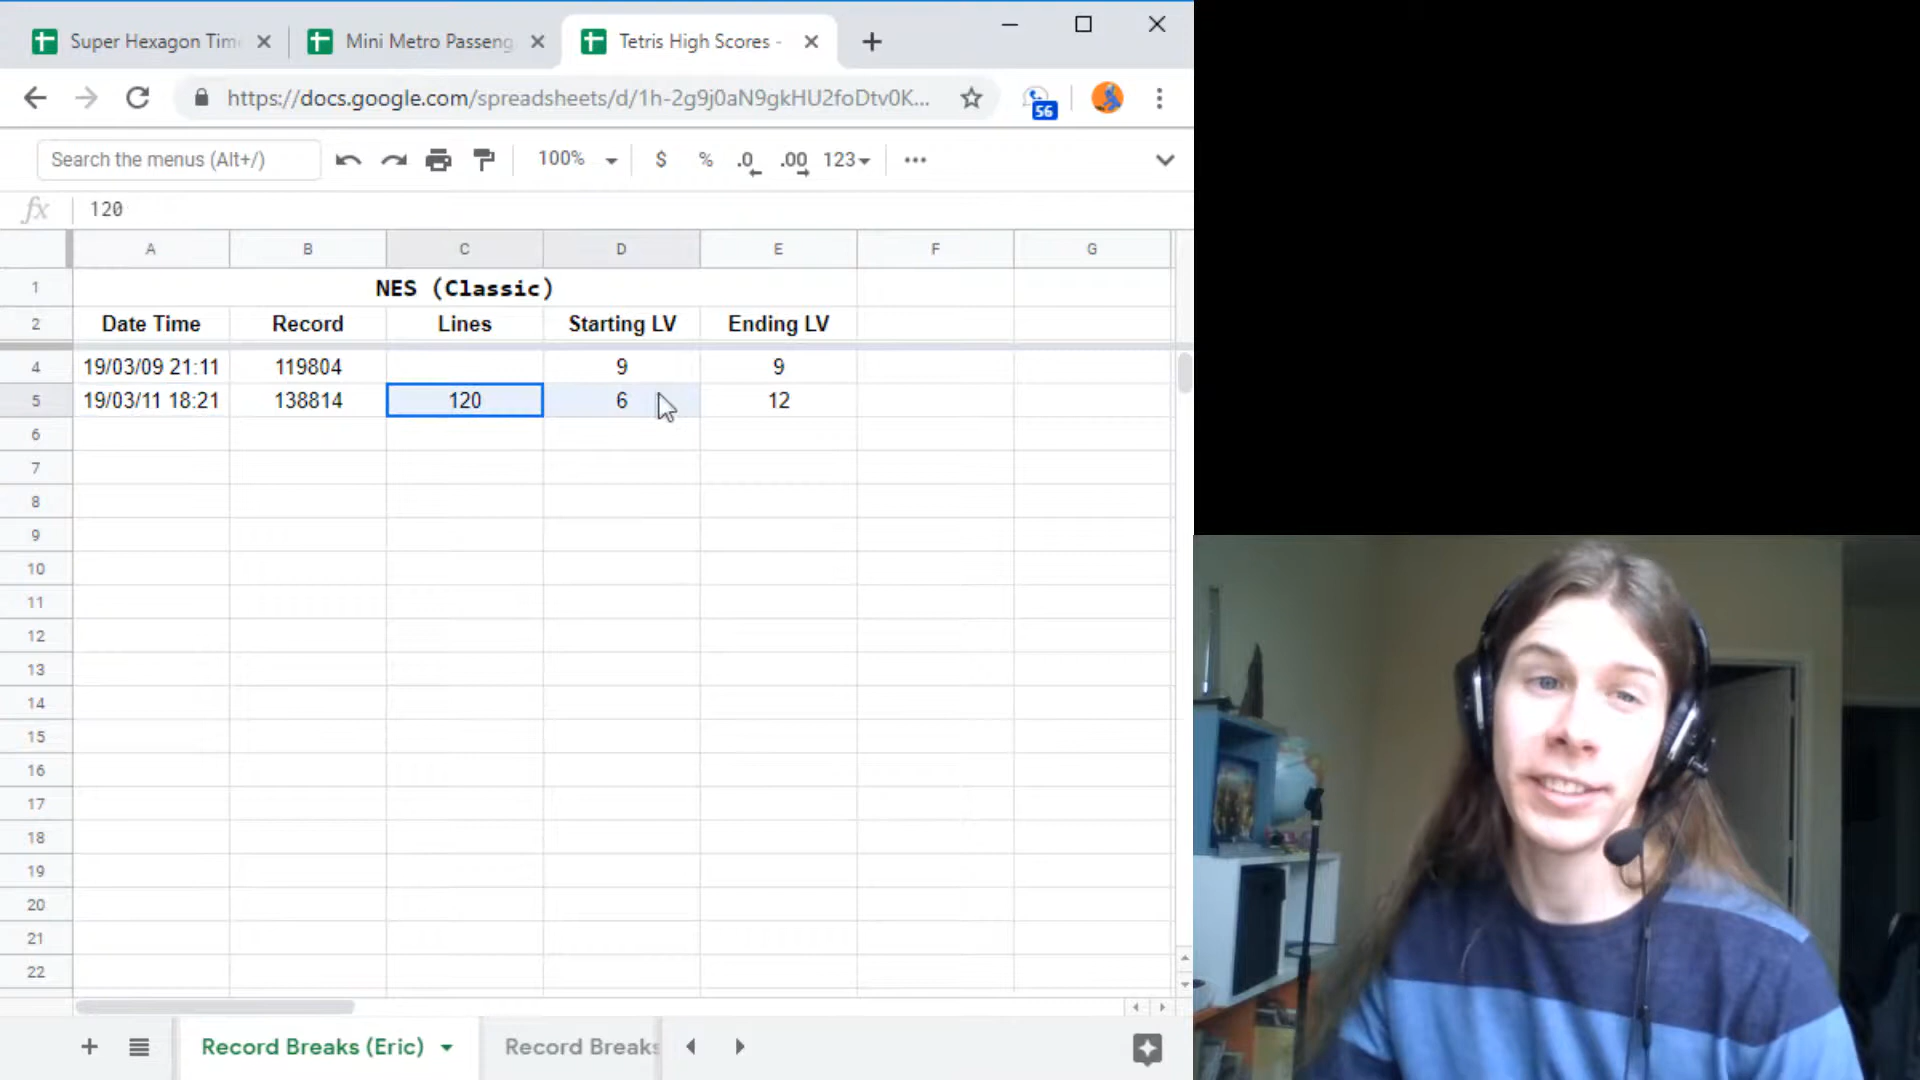 Super Hexagon Tim
Mini Metro Passeng
Tetris High Scores -
https://docs.google.com/spreadsheets/d/1h-2g9j0aN9gkHU2foDtv0K...
56
Search the menus (Alt+/)
100%
$
%
.0
.00
123
fx
120
A B C D E F G
1 NES (Classic)
2 Date Time Record Lines Starting LV Ending LV
4 19/03/09 21:11 119804 9 9
5 19/03/11 18:21 138814 120 6 12
6
7
8
9
10
11
12
13
14
15
16
17
18
19
20
21
22
Record Breaks (Eric)
Record Breaks